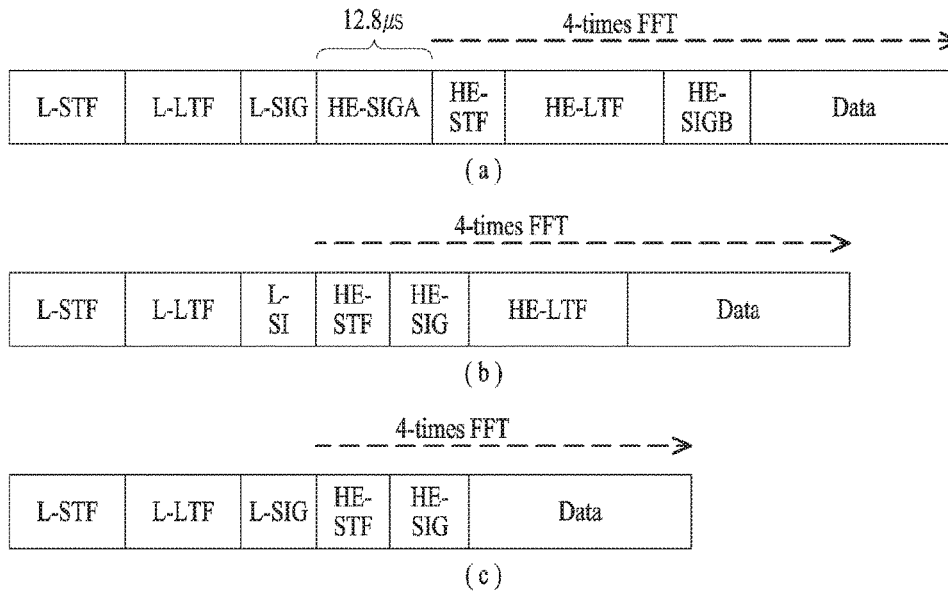 12.8μs
4-times FFT
L-STF L-LTF L-SIG HE-SIGA HE-STF HE-LTF HE-SIGB Data
(a)
4-times FFT
L-STF L-LTF L-SI HE-STF HE-SIG HE-LTF Data
(b)
4-times FFT
L-STF L-LTF L-SIG HE-STF HE-SIG Data
(c)